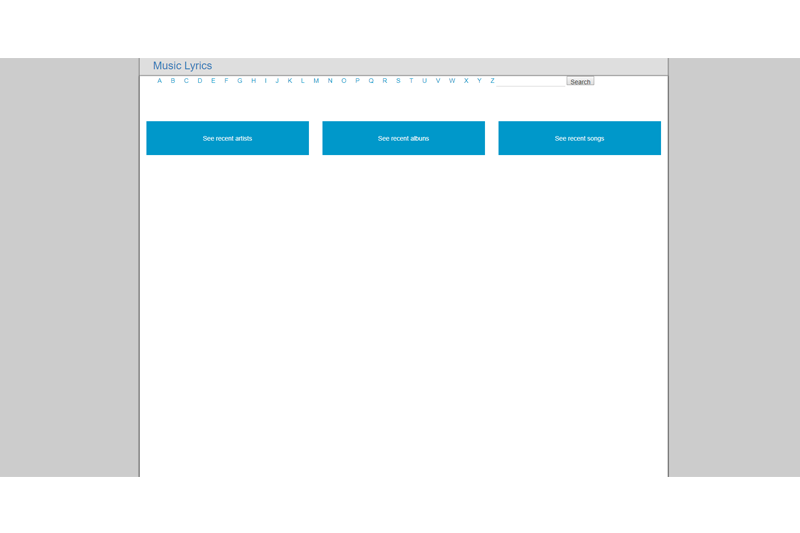 Music Lyrics
A B C D E F G H I J K L M N O P Q R S T U V W X Y Z Search
See recent artists See recent albums See recent songs